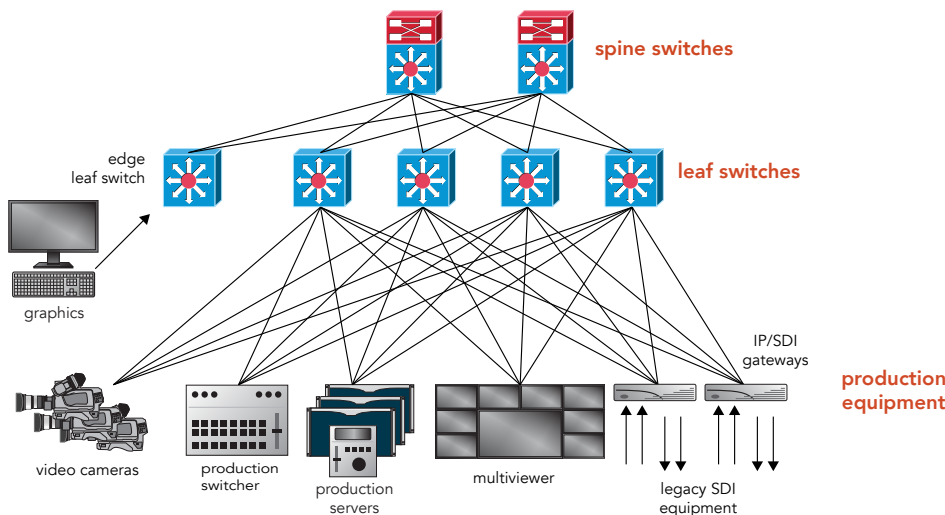 spine switches
edge
leaf switch
leaf switches
graphics
IP/SDI
gateways
production
equipment
video cameras
production
switcher
production
servers
multiviewer
legacy SDI
equipment